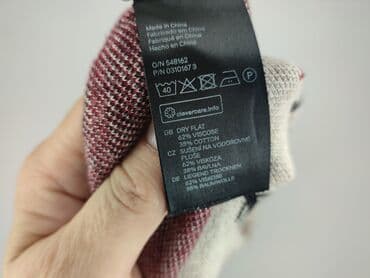 Made in China
Fabricado em China
Fabriqué en China
Hecho en China
O/N 548162
P/N 0310167 3
40 P
clevercare.info
GB DRY FLAT
62% VISCOSE
38% COTTON
CZ SUŠENÍ NA VODOROVNÉ
PLOŠE
62% VISKÓZA
38% BAVLNA
DE LIEGEND TROCKNEN
62% VISKOSE
38% BAUMWOLLE